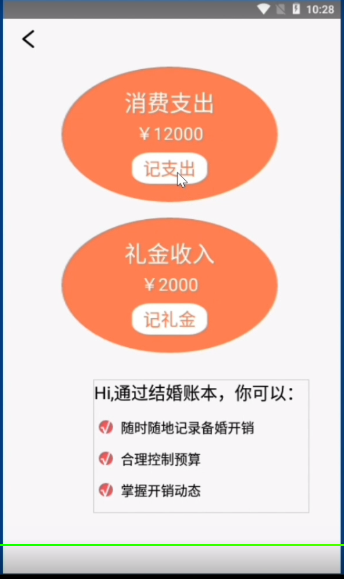 10:28
消费支出
￥12000
记支出
礼金收入
￥2000
记礼金
Hi,通过结婚账本，你可以：
随时随地记录备婚开销
合理控制预算
掌握开销动态